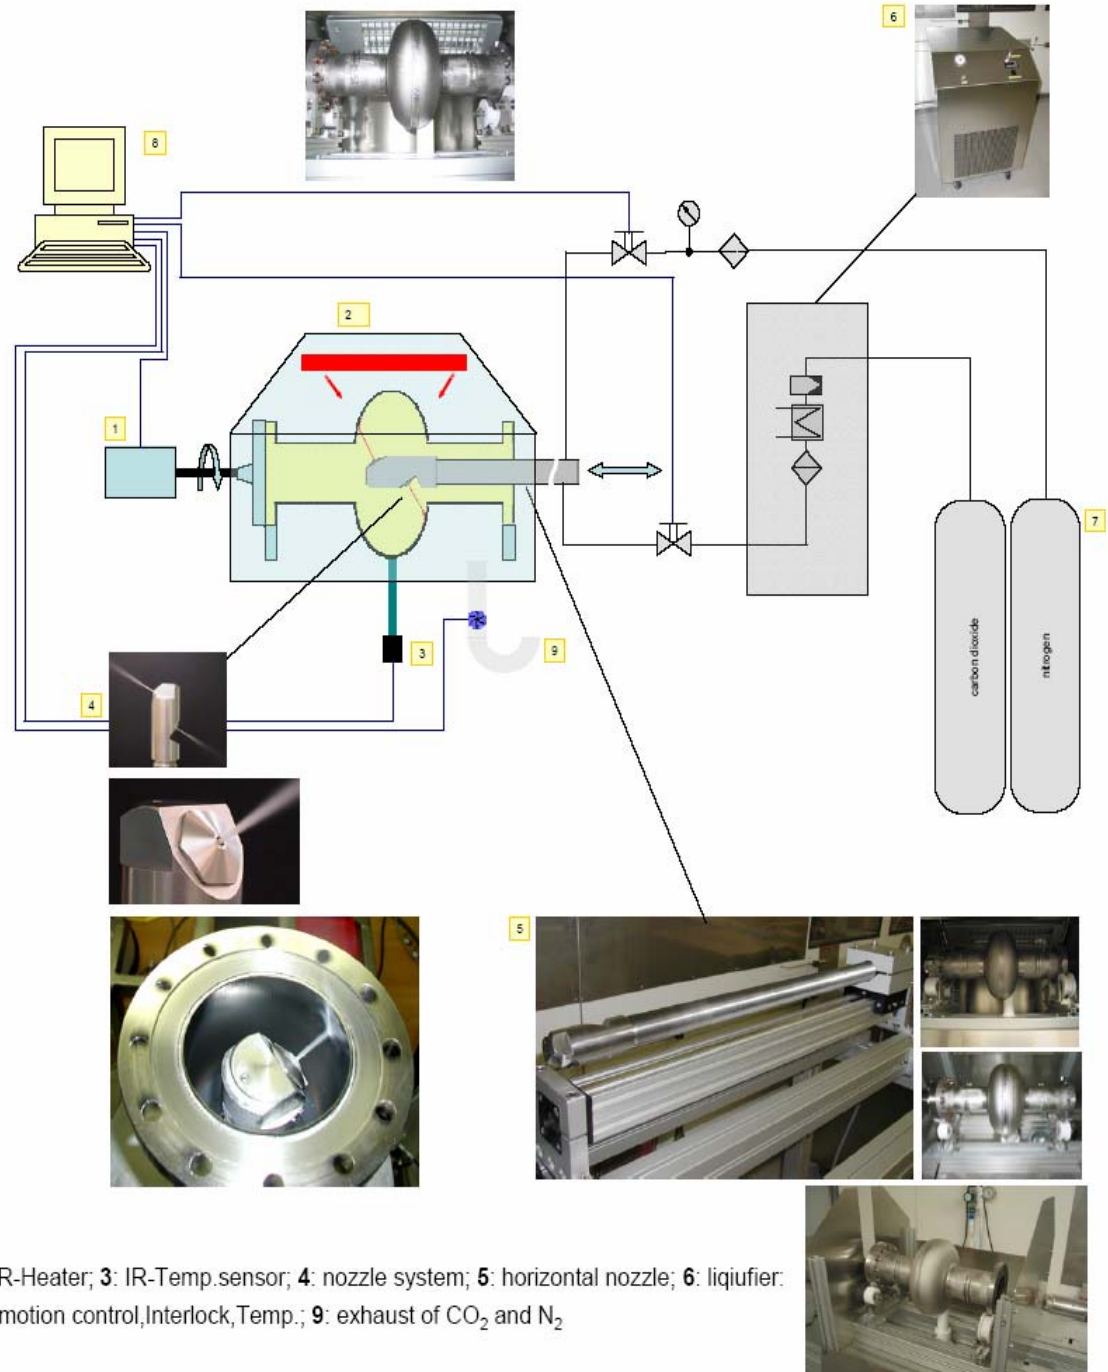 6
8
2
1
7
3
9
4
carbon dioxide
nitrogen
5
R-Heater; 3: IR-Temp.sensor; 4: nozzle system; 5: horizontal nozzle; 6: liqiufier:
motion control,Interlock,Temp.; 9: exhaust of CO₂ and N₂